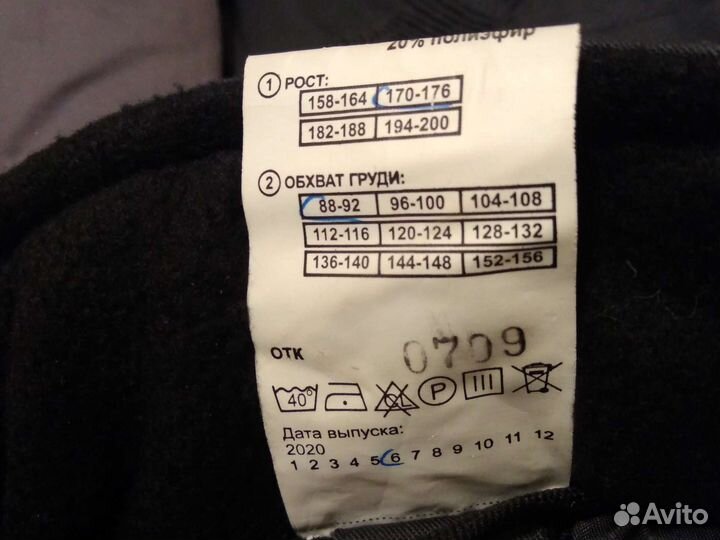 20% полиэфир
1 РОСТ:
158-164 170-176
182-188 194-200
2 ОБХВАТ ГРУДИ:
88-92 96-100 104-108
112-116 120-124 128-132
136-140 144-148 152-156
ОТК 0709
40° CL P
Дата выпуска:
2020
1 2 3 4 5 6 7 8 9 10 11 12
Avito